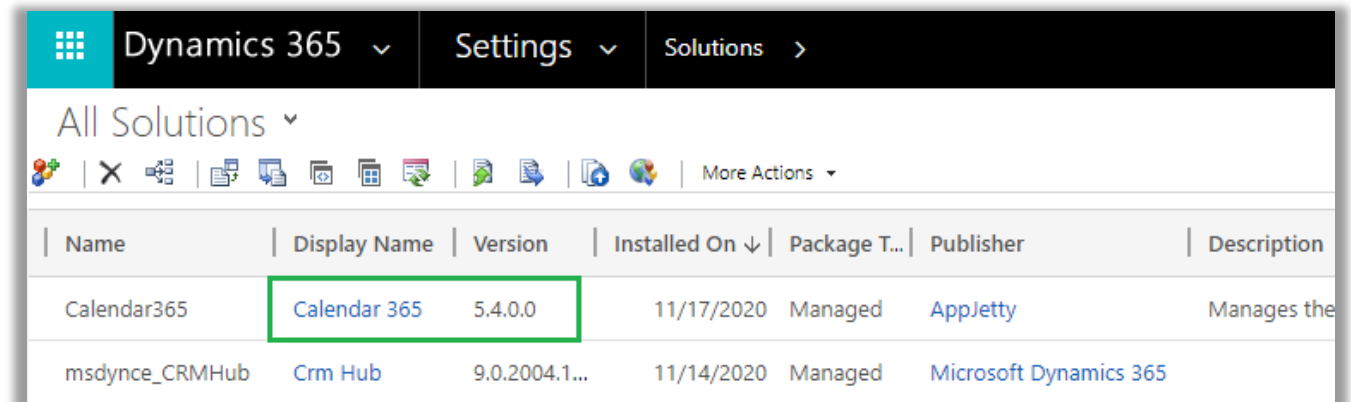 Dynamics 365 Settings Solutions >
All Solutions
More Actions
Name Display Name Version Installed On ↓ Package T... Publisher Description
Calendar365 Calendar 365 5.4.0.0 11/17/2020 Managed AppJetty Manages the
msdynce_CRMHub Crm Hub 9.0.2004.1... 11/14/2020 Managed Microsoft Dynamics 365